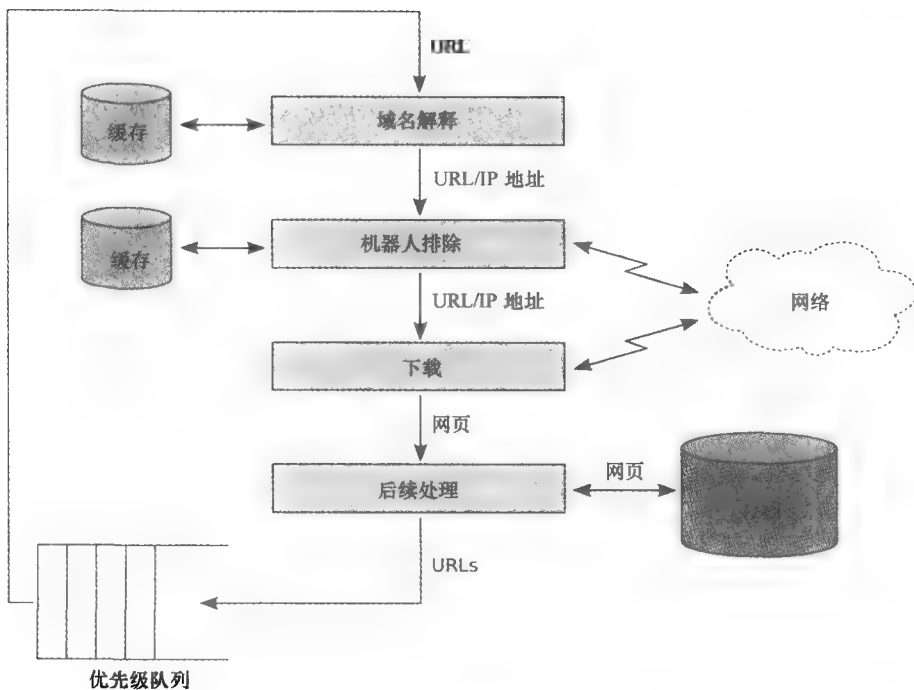 URL
缓存
域名解释
URL/IP 地址
缓存
机器人排除
URL/IP 地址
网络
下载
网页
网页
后续处理
URLs
优先级队列